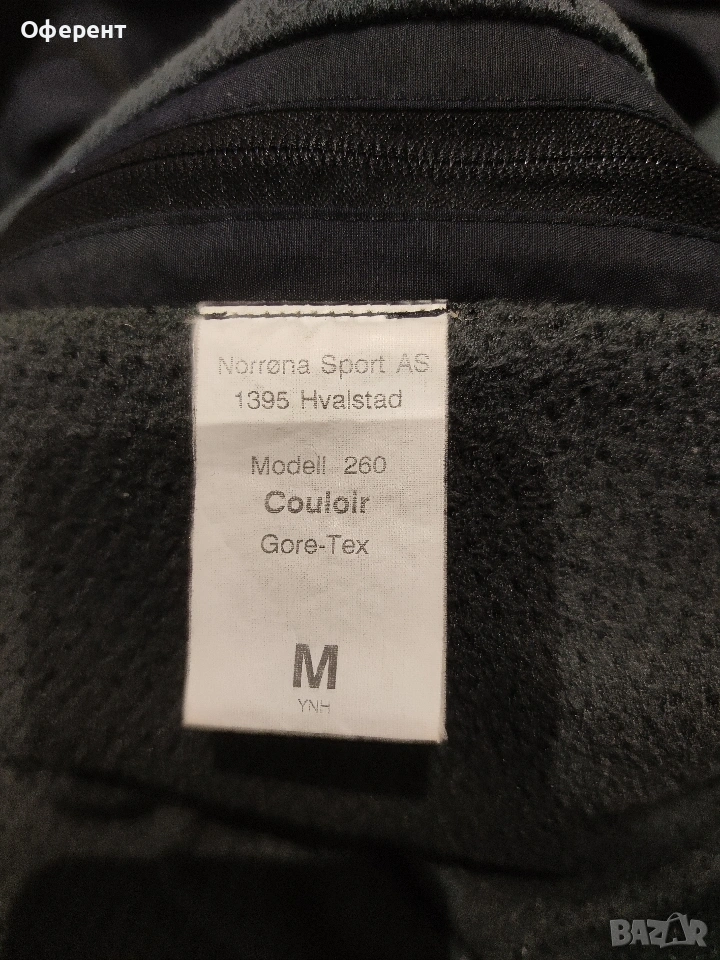 Оферент
Norrøna Sport AS
1395 Hvalstad
Modell 260
Couloir
Gore-Tex
M
YNH
BAZAR